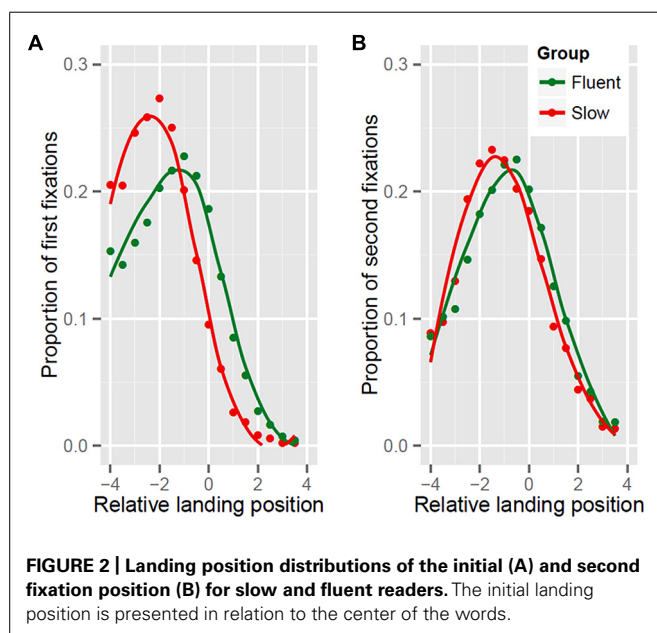 A
B
Group
Fluent
Slow
Proportion of first fixations
0.3
0.2
0.1
0.0
−4 −2 0 2 4
Relative landing position
Proportion of second fixations
0.3
0.2
0.1
0.0
−4 −2 0 2 4
Relative landing position
FIGURE 2 | Landing position distributions of the initial (A) and second
fixation position (B) for slow and fluent readers. The initial landing
position is presented in relation to the center of the words.